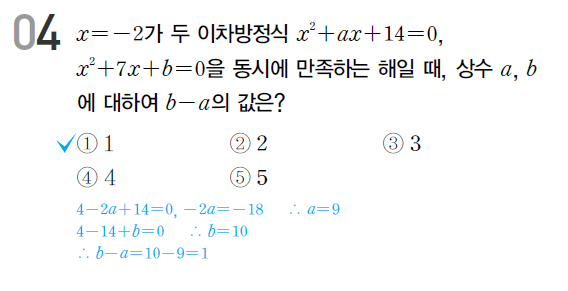 04 x=-2가 두 이차방정식 x²+ax+14=0,
x²+7x+b=0을 동시에 만족하는 해일 때, 상수 a, b
에 대하여 b-a의 값은?
① 1 ② 2 ③ 3
④ 4 ⑤ 5
4-2a+14=0, -2a=-18 ∴ a=9
4-14+b=0 ∴ b=10
∴ b-a=10-9=1